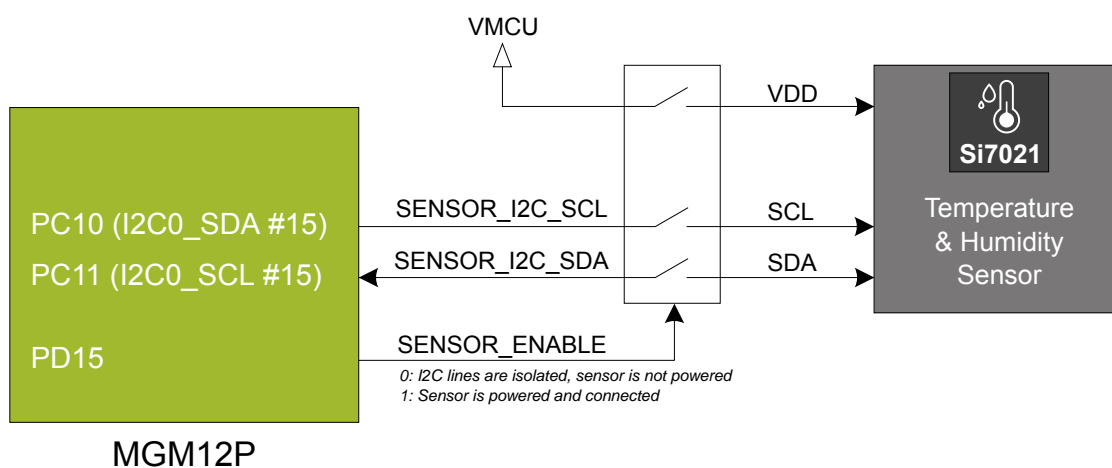 VMCU
VDD
Si7021
PC10 (I2C0_SDA #15)
SENSOR_I2C_SCL
SCL
Temperature
& Humidity
Sensor
PC11 (I2C0_SCL #15)
SENSOR_I2C_SDA
SDA
PD15
SENSOR_ENABLE
0: I2C lines are isolated, sensor is not powered
1: Sensor is powered and connected
MGM12P